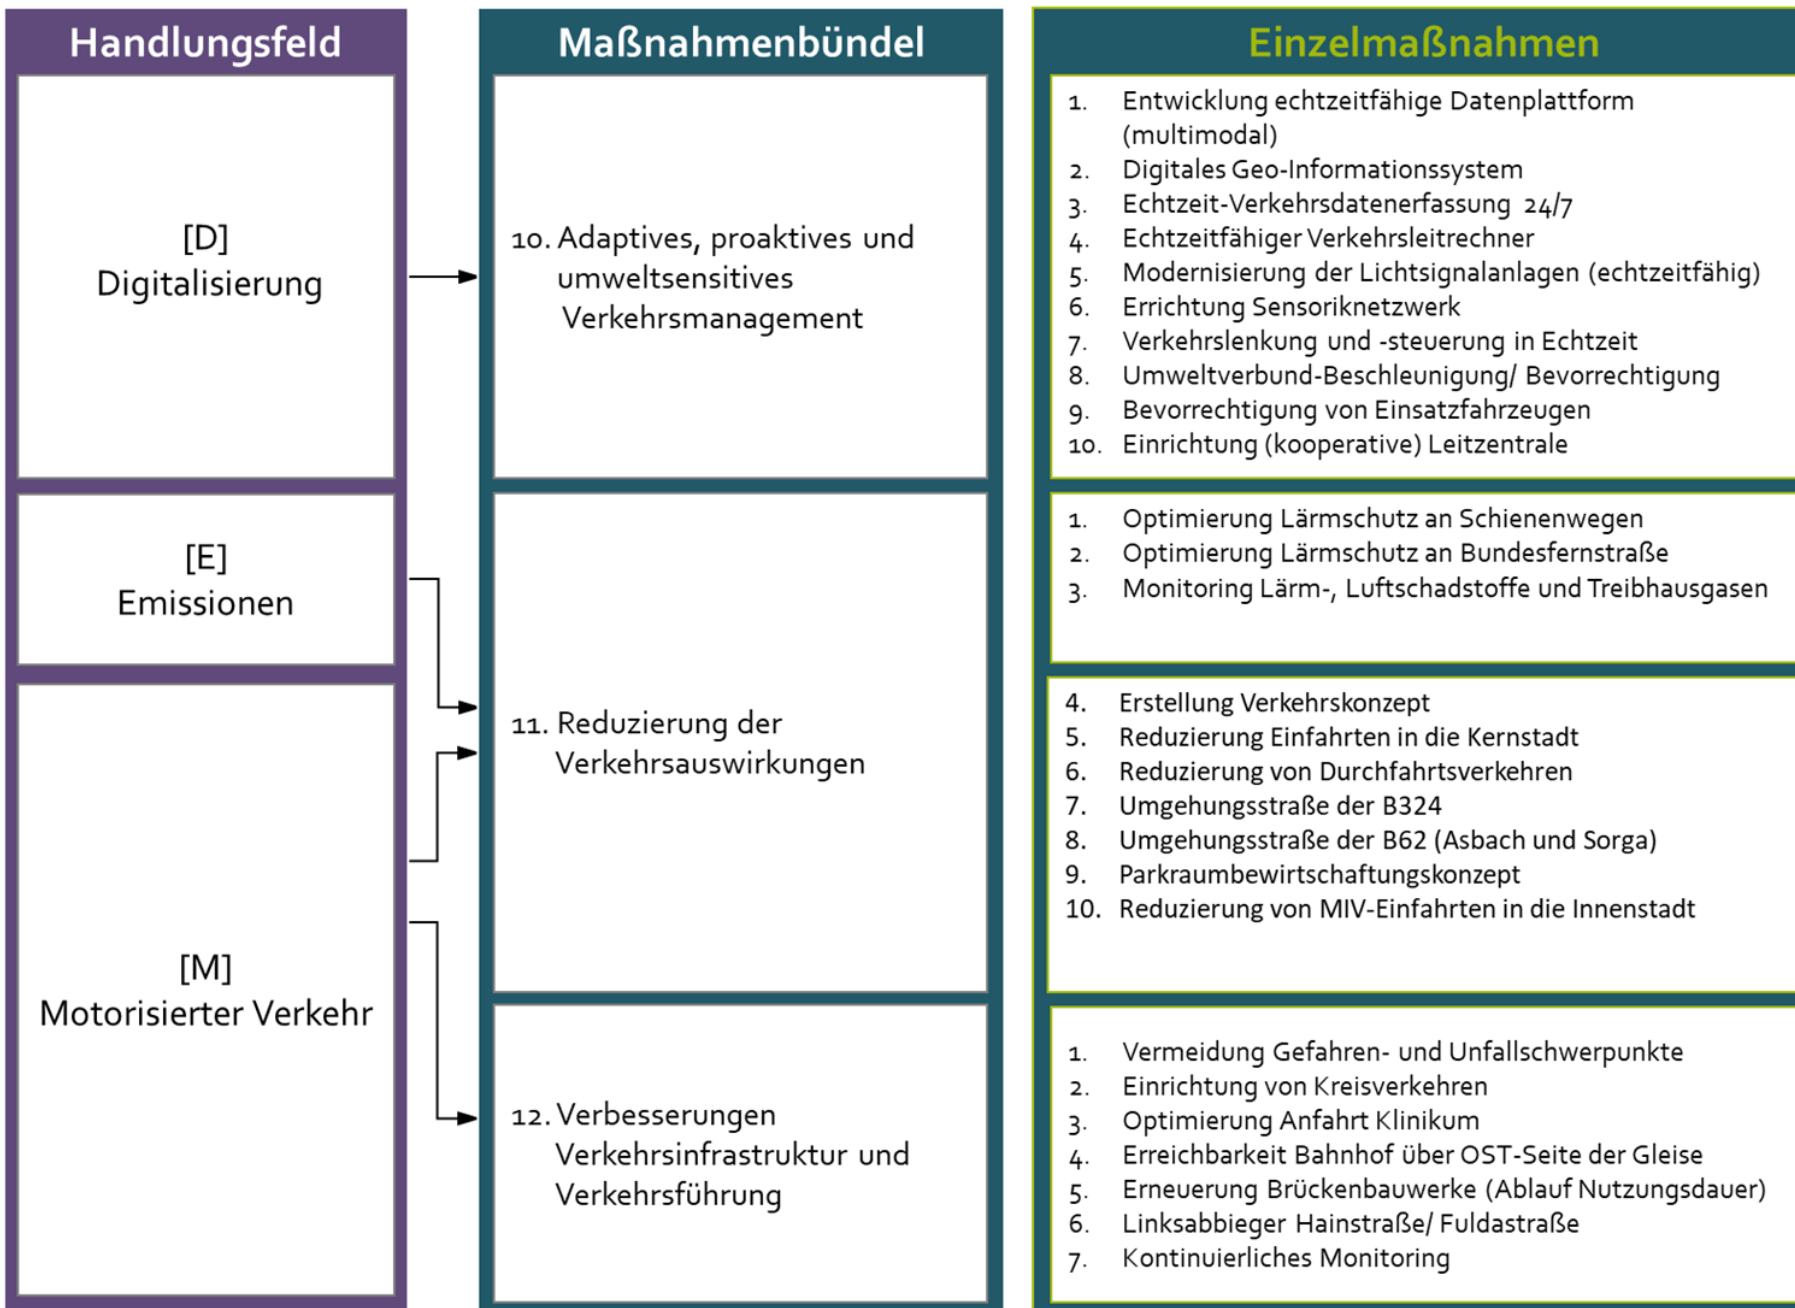 Handlungsfeld
[D]
Digitalisierung
[E]
Emissionen
[M]
Motorisierter Verkehr
Maßnahmenbündel
10. Adaptives, proaktives und
umweltsensitives
Verkehrsmanagement
11. Reduzierung der
Verkehrsauswirkungen
12. Verbesserungen
Verkehrsinfrastruktur und
Verkehrsführung
Einzelmaßnahmen
1. Entwicklung echtzeitfähige Datenplattform
(multimodal)
2. Digitales Geo-Informationssystem
3. Echtzeit-Verkehrsdatenerfassung 24/7
4. Echtzeitfähiger Verkehrsleitrechner
5. Modernisierung der Lichtsignalanlagen (echtzeitfähig)
6. Errichtung Sensoriknetzwerk
7. Verkehrslenkung und -steuerung in Echtzeit
8. Umweltverbund-Beschleunigung/ Bevorrechtigung
9. Bevorrechtigung von Einsatzfahrzeugen
10. Einrichtung (kooperative) Leitzentrale
1. Optimierung Lärmschutz an Schienenwegen
2. Optimierung Lärmschutz an Bundesfernstraße
3. Monitoring Lärm-, Luftschadstoffe und Treibhausgasen
4. Erstellung Verkehrskonzept
5. Reduzierung Einfahrten in die Kernstadt
6. Reduzierung von Durchfahrtsverkehren
7. Umgehungsstraße der B324
8. Umgehungsstraße der B62 (Asbach und Sorga)
9. Parkraumbewirtschaftungskonzept
10. Reduzierung von MIV-Einfahrten in die Innenstadt
1. Vermeidung Gefahren- und Unfallschwerpunkte
2. Einrichtung von Kreisverkehren
3. Optimierung Anfahrt Klinikum
4. Erreichbarkeit Bahnhof über OST-Seite der Gleise
5. Erneuerung Brückenbauwerke (Ablauf Nutzungsdauer)
6. Linksabbieger Hainstraße/ Fuldastraße
7. Kontinuierliches Monitoring